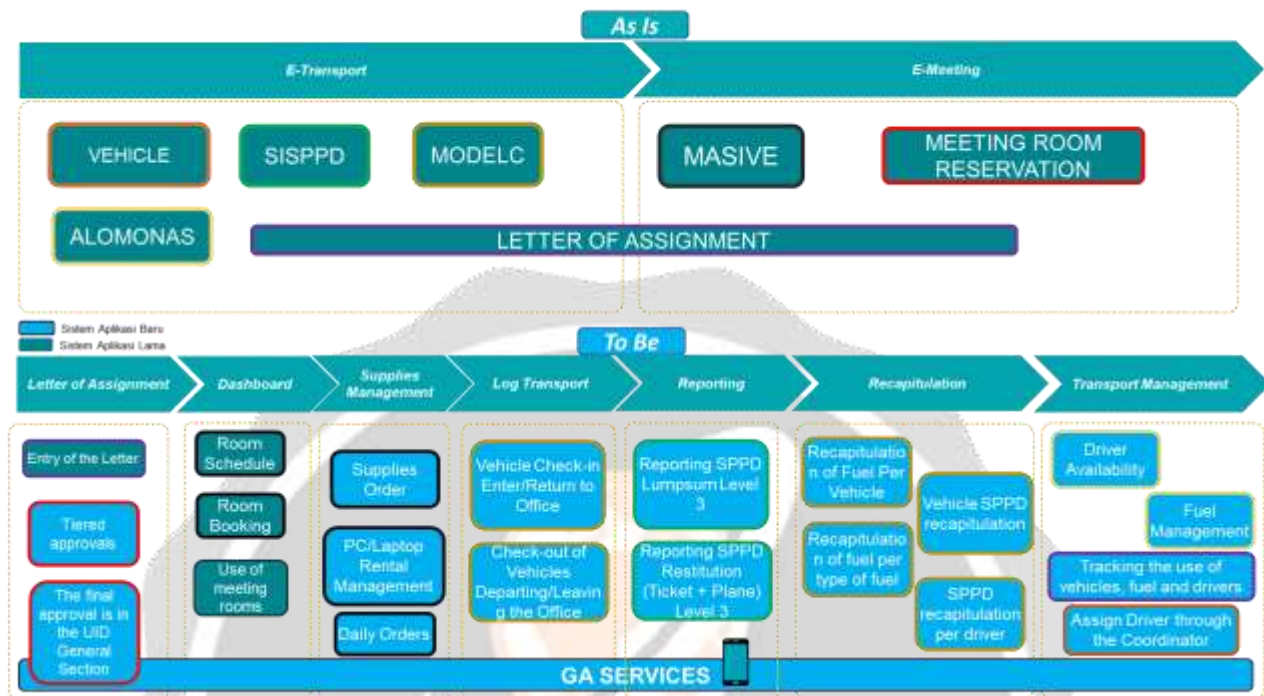 As Is
E-Transport
E-Meeting
VEHICLE
SISPPD
MODELC
MASIVE
MEETING ROOM
RESERVATION
ALOMONAS
LETTER OF ASSIGNMENT
Sistem Aplikasi Baru
Sistem Aplikasi Lama
To Be
Letter of Assignment
Dashboard
Supplies
Management
Log Transport
Reporting
Recapitulation
Transport Management
Entry of the Letter
Tiered
approvals
The final
approval is in
the UID
General
Section
Room
Schedule
Room
Booking
Use of
meeting
rooms
Supplies
Order
PC/Laptop
Rental
Management
Daily Orders
Vehicle Check-in
Enter/Return to
Office
Check-out of
Vehicles
Departing/Leavin
g the Office
Reporting SPPD
Lumpsum Level
3
Reporting SPPD
Restitution
(Ticket + Plane)
Level 3
Recapitulatio
n of Fuel Per
Vehicle
Recapitulatio
n of fuel per
type of fuel
Vehicle SPPD
recapitulation
SPPD
recapitulation
per driver
Driver
Availability
Fuel
Management
Tracking the use of
vehicles, fuel and drivers
Assign Driver through
the Coordinator
GA SERVICES